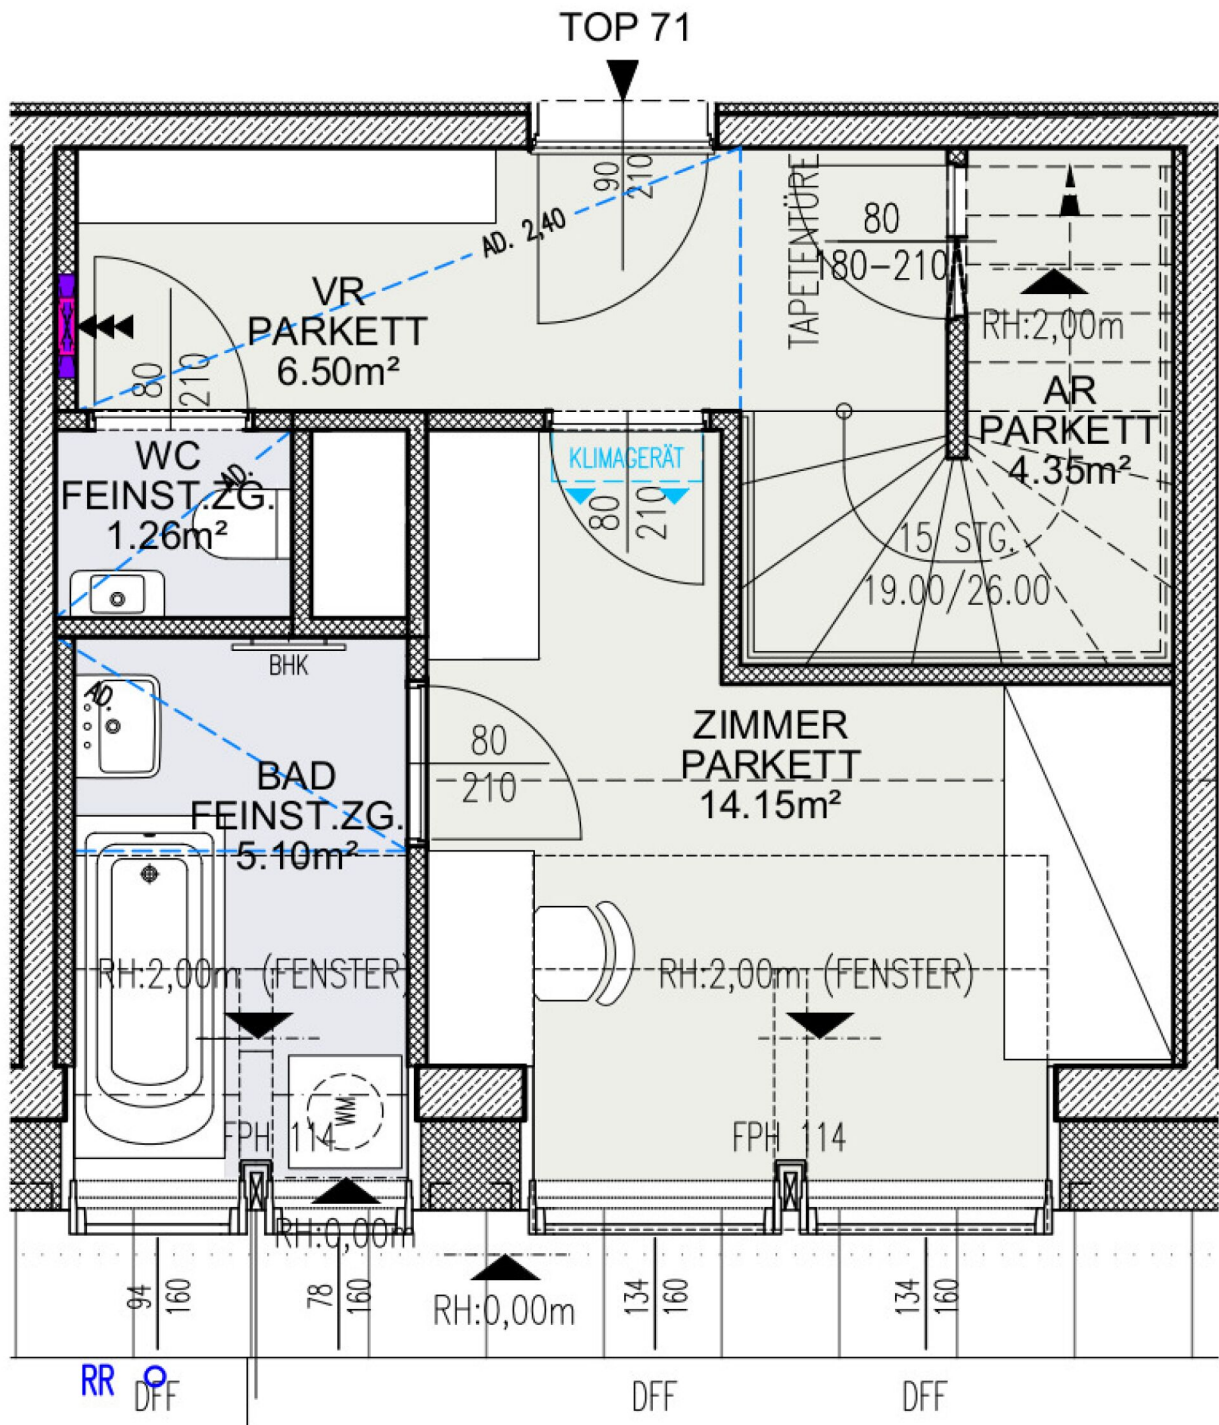 TOP 71
90
210
TAPETENTÜRE
80
180-210
AD. 2,40
VR
PARKETT
6.50m²
RH:2,00m
80
210
AR
PARKETT
4.35m²
WC
FEINST.ZG.
1.26m²
AD.
KLIMAGERÄT
80
210
15 STG.
19.00/26.00
BHK
AD.
80
210
ZIMMER
PARKETT
14.15m²
BAD
FEINST.ZG.
5.10m²
RH:2,00m (FENSTER)
RH:2,00m (FENSTER)
WM
FPH 114
FPH 114
RH:0,00m
RH:0,00m
94
160
78
160
134
160
134
160
RR
DFF
DFF
DFF